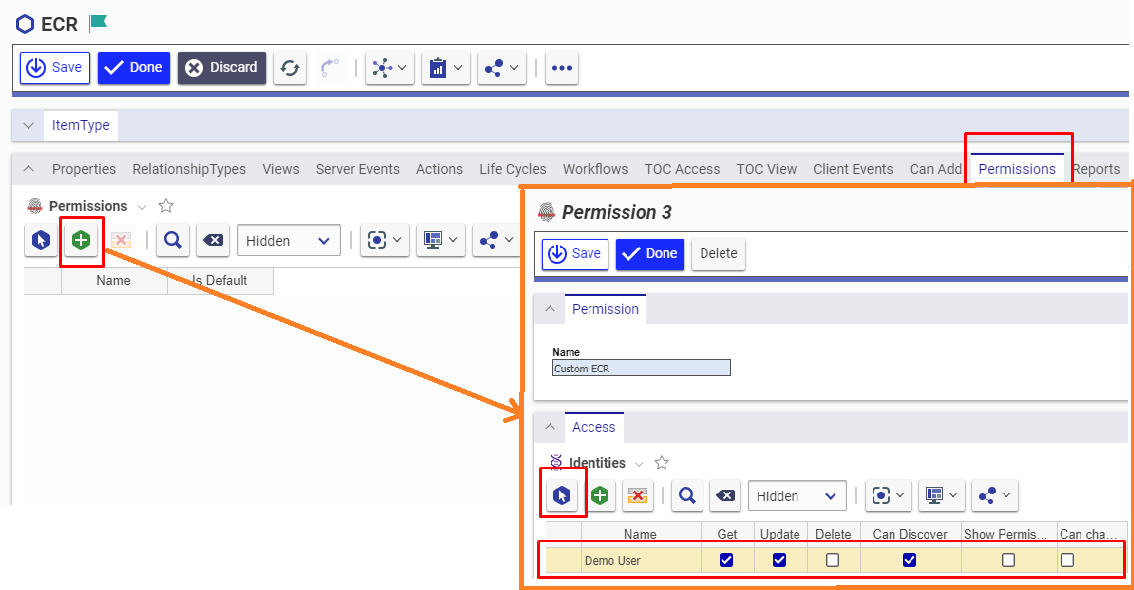 ECR
Save Done Discard
ItemType
Properties RelationshipTypes Views Server Events Actions Life Cycles Workflows TOC Access TOC View Client Events Can Add Permissions Reports
Permissions
Hidden
Name Is Default
Permission 3
Save Done Delete
Permission
Name
Custom ECR
Access
Identities
Hidden
Name Get Update Delete Can Discover Show Permis... Can cha...
Demo User